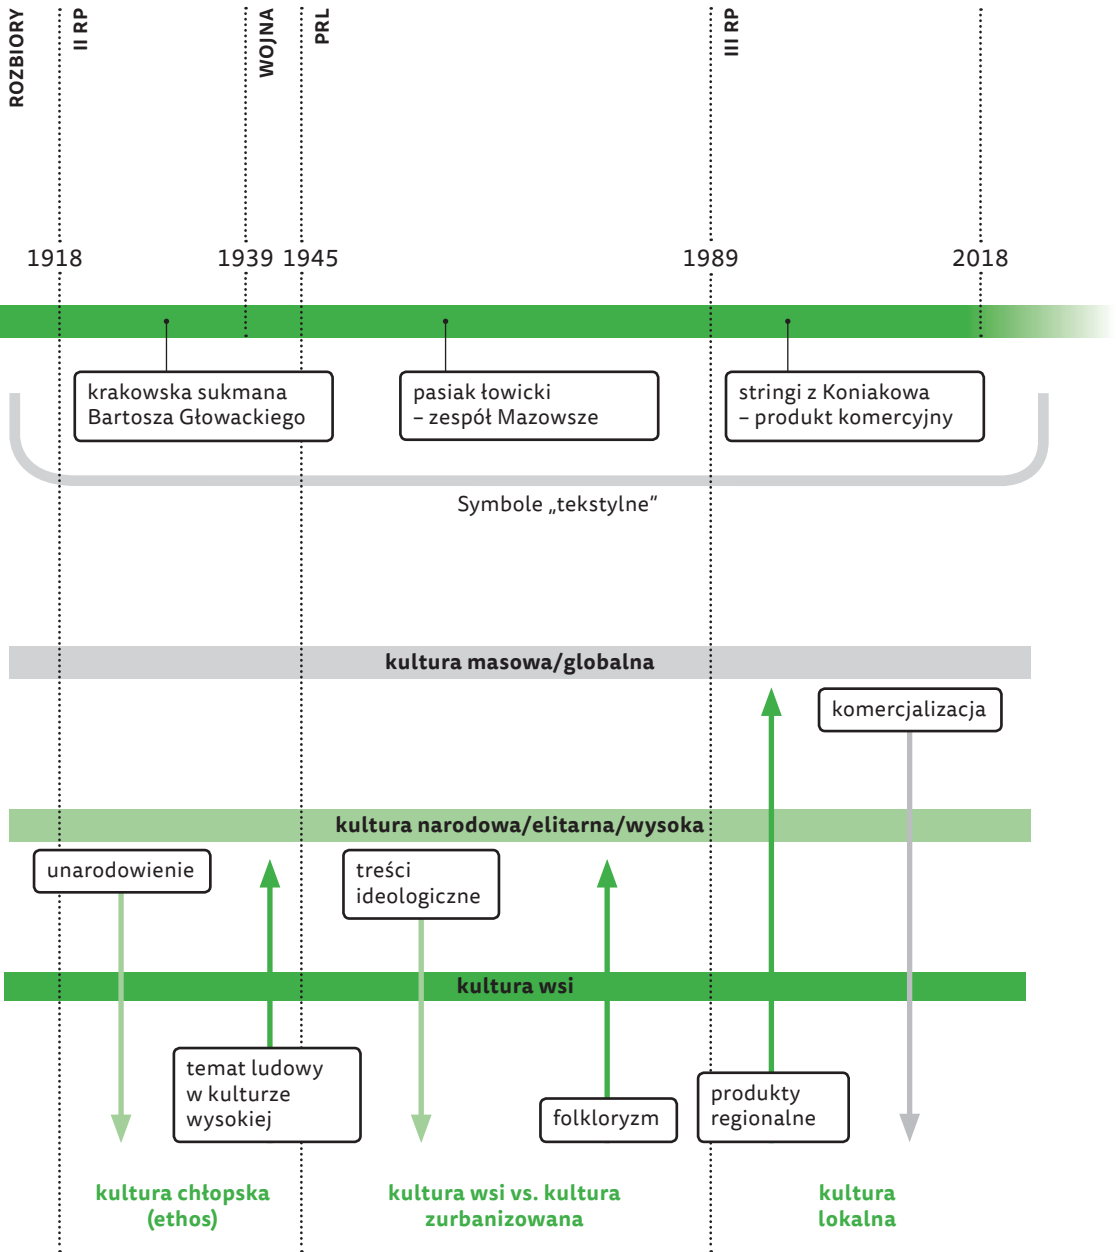 ROZBIORY
II RP
WOJNA
PRL
III RP
1918
1939
1945
1989
2018
krakowska sukmana
Bartosza Głowackiego
pasiak łowicki
– zespół Mazowsze
stringi z Koniakowa
– produkt komercyjny
Symbole „tekstylne”
kultura masowa/globalna
komercjalizacja
kultura narodowa/elitarna/wysoka
unarodowienie
treści
ideologiczne
kultura wsi
temat ludowy
w kulturze
wysokiej
folkloryzm
produkty
regionalne
kultura chłopska
(ethos)
kultura wsi vs. kultura
zurbanizowana
kultura
lokalna